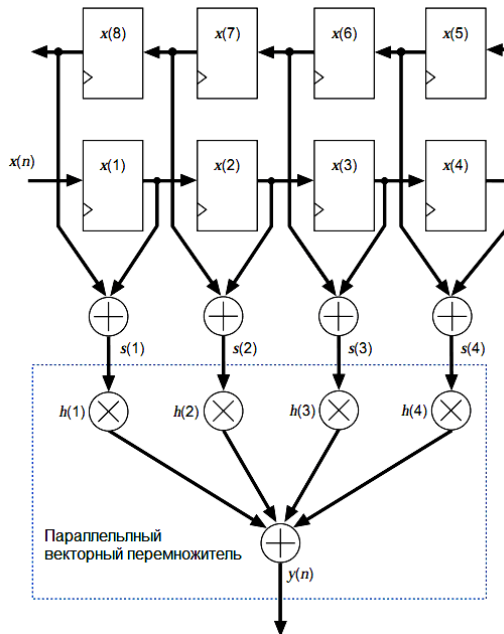 x(8) x(7) x(6) x(5)
x(n) x(1) x(2) x(3) x(4)
s(1) s(2) s(3) s(4)
h(1) h(2) h(3) h(4)
Параллельлный
векторный перемножитель
y(n)